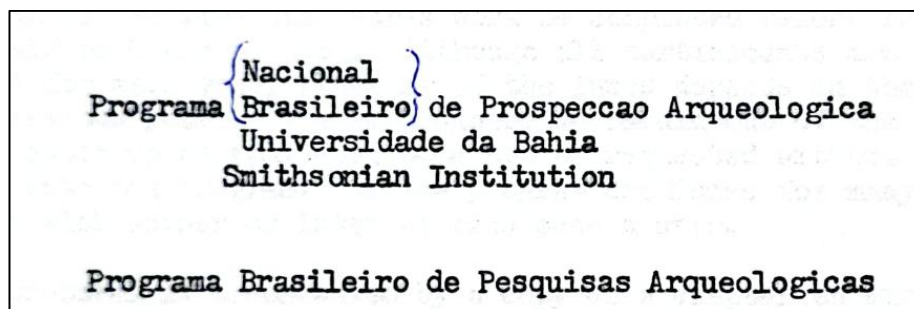 Nacional
Programa Brasileiro de Prospeccao Arqueologica
Universidade da Bahia
Smithsonian Institution
Programa Brasileiro de Pesquisas Arqueologicas